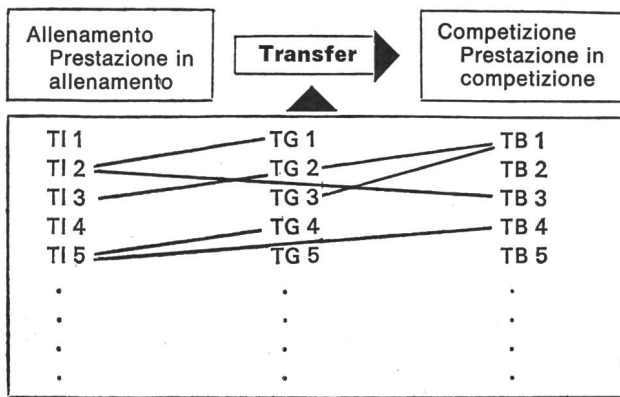 Allenamento
Prestazione in
allenamento
Transfer
Competizione
Prestazione in
competizione
TI 1 TG 1 TB 1
TI 2 TG 2 TB 2
TI 3 TG 3 TB 3
TI 4 TG 4 TB 4
TI 5 TG 5 TB 5